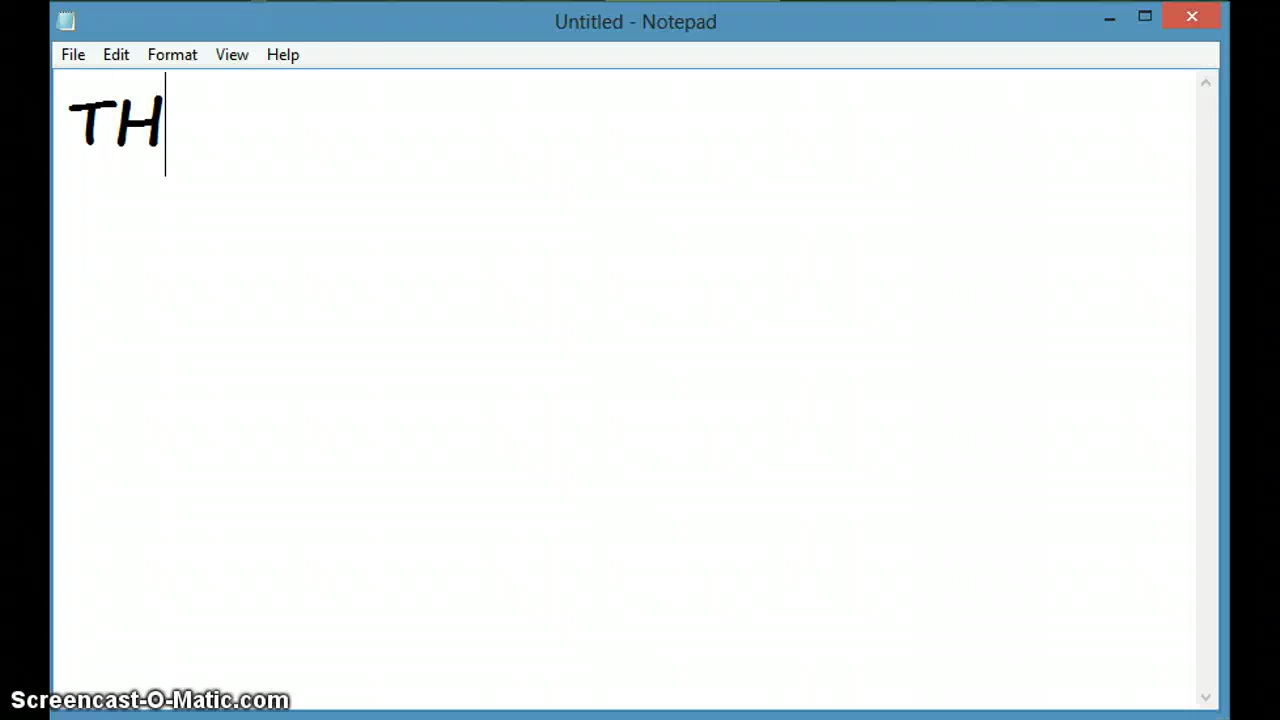 Untitled - Notepad
File Edit Format View Help
TH
Screencast-O-Matic.com